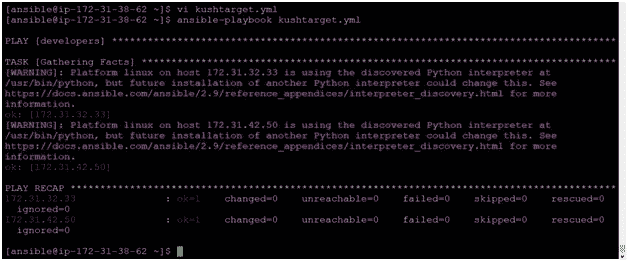 [ansible@ip-172-31-38-62 ~]$ vi kushtarget.yml
[ansible@ip-172-31-38-62 ~]$ ansible-playbook kushtarget.yml
PLAY [developers] ****************************************************************************************
TASK [Gathering Facts] ***********************************************************************************
[WARNING]: Platform linux on host 172.31.32.33 is using the discovered Python interpreter at
/usr/bin/python, but future installation of another Python interpreter could change this. See
https://docs.ansible.com/ansible/2.9/reference_appendices/interpreter_discovery.html for more
information.
ok: [172.31.32.33]
[WARNING]: Platform linux on host 172.31.42.50 is using the discovered Python interpreter at
/usr/bin/python, but future installation of another Python interpreter could change this. See
https://docs.ansible.com/ansible/2.9/reference_appendices/interpreter_discovery.html for more
information.
ok: [172.31.42.50]
PLAY RECAP ***********************************************************************************************
172.31.32.33 : ok=1 changed=0 unreachable=0 failed=0 skipped=0 rescued=0
ignored=0
172.31.42.50 : ok=1 changed=0 unreachable=0 failed=0 skipped=0 rescued=0
ignored=0
[ansible@ip-172-31-38-62 ~]$